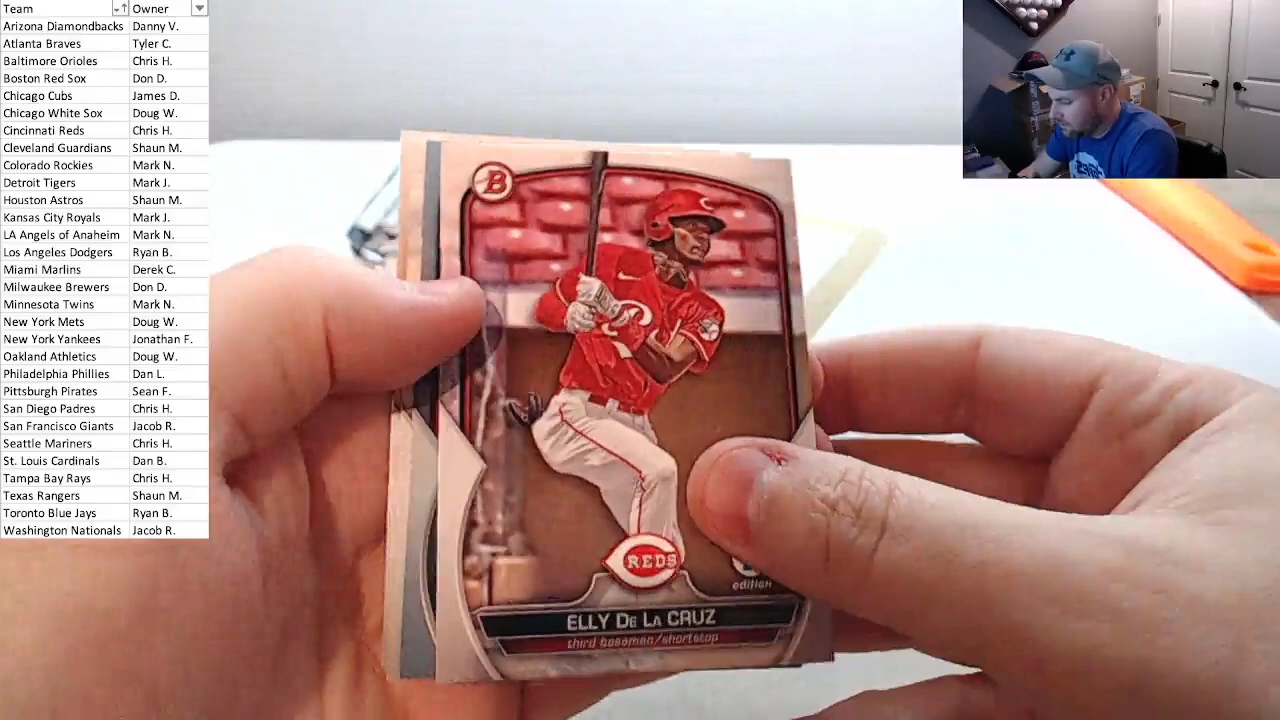 Team Owner
Arizona Diamondbacks Danny V.
Atlanta Braves Tyler C.
Baltimore Orioles Chris H.
Boston Red Sox Don D.
Chicago Cubs James D.
Chicago White Sox Doug W.
Cincinnati Reds Chris H.
Cleveland Guardians Shaun M.
Colorado Rockies Mark N.
Detroit Tigers Mark J.
Houston Astros Shaun M.
Kansas City Royals Mark J.
LA Angels of Anaheim Mark N.
Los Angeles Dodgers Ryan B.
Miami Marlins Derek C.
Milwaukee Brewers Don D.
Minnesota Twins Mark N.
New York Mets Doug W.
New York Yankees Jonathan F.
Oakland Athletics Doug W.
Philadelphia Phillies Dan L.
Pittsburgh Pirates Sean F.
San Diego Padres Chris H.
San Francisco Giants Jacob R.
Seattle Mariners Chris H.
St. Louis Cardinals Dan B.
Tampa Bay Rays Chris H.
Texas Rangers Shaun M.
Toronto Blue Jays Ryan B.
Washington Nationals Jacob R.
B
C
REDS
edition
ELLY De La CRUZ
third baseman/shortstop